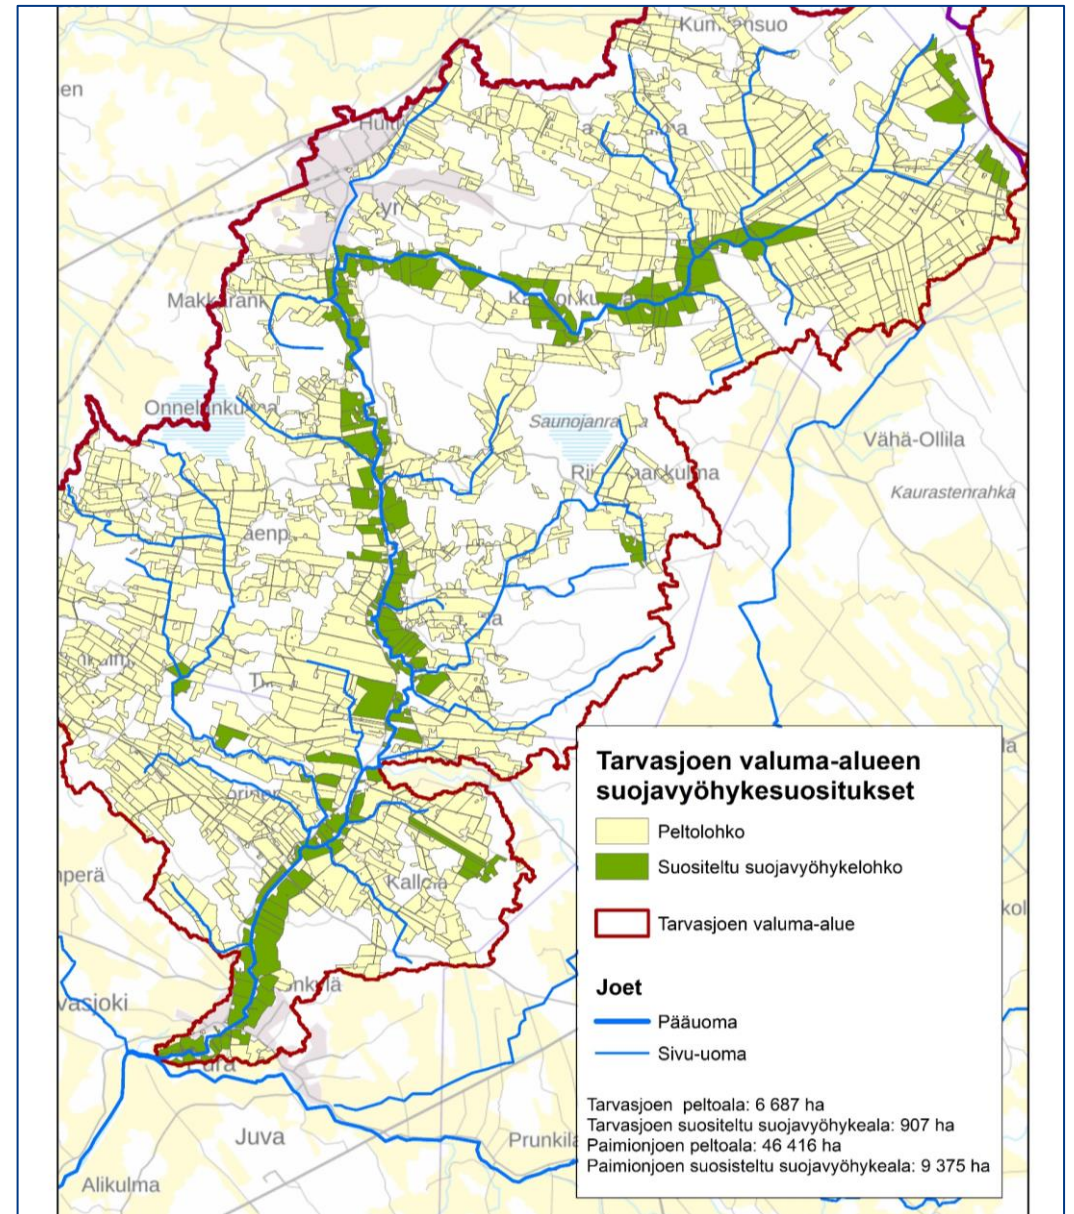 Makkarank
Vähä-Ollila
Kaurastenrahka
Kallela
Juva
Prunkila
Alikulma
Tarvasjoen valuma-alueen
suojavyöhykesuositukset
Peltolohko
Suositeltu suojavyöhykelohko
Tarvasjoen valuma-alue
Joet
Pääuoma
Sivu-uoma
Tarvasjoen peltoala: 6 687 ha
Tarvasjoen suositeltu suojavyöhykeala: 907 ha
Paimionjoen peltoala: 46 416 ha
Paimionjoen suosisteltu suojavyöhykeala: 9 375 ha